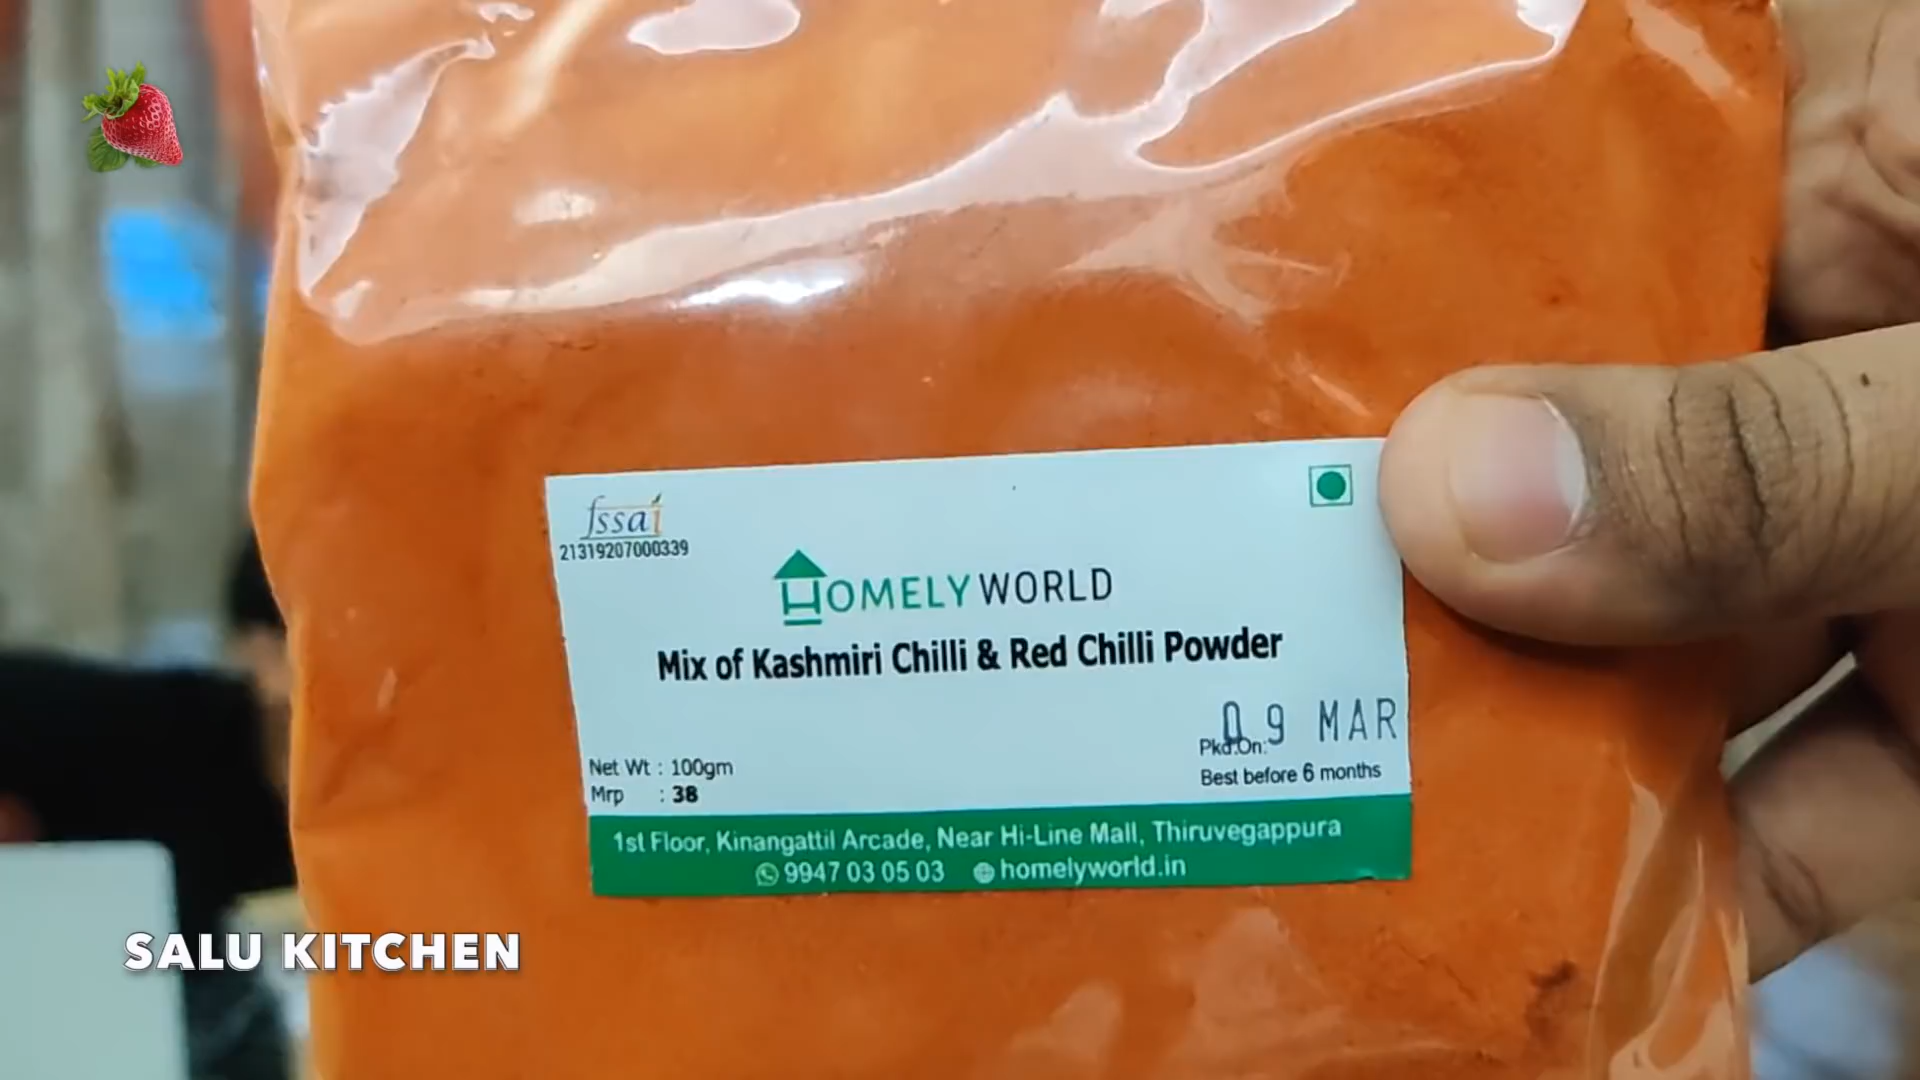 fssai
21319207000339
HOMELY WORLD
Mix of Kashmiri Chilli & Red Chilli Powder
09 MAR
Pkd.On:
Net Wt : 100gm
Best before 6 months
Mrp : 38
1st Floor, Kinangattil Arcade, Near Hi-Line Mall, Thiruvegappura
9947 03 05 03 homelyworld.in
SALU KITCHEN